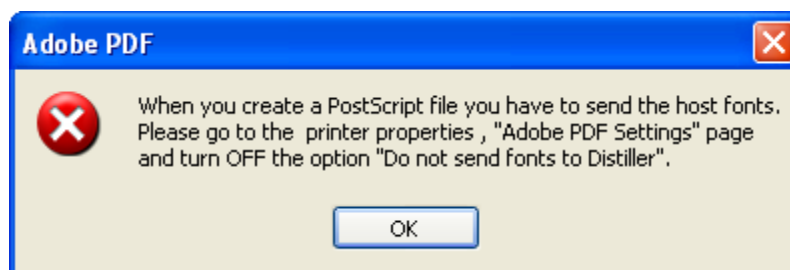 Adobe PDF
When you create a PostScript file you have to send the host fonts.
Please go to the  printer properties , "Adobe PDF Settings" page
and turn OFF the option "Do not send fonts to Distiller".
OK